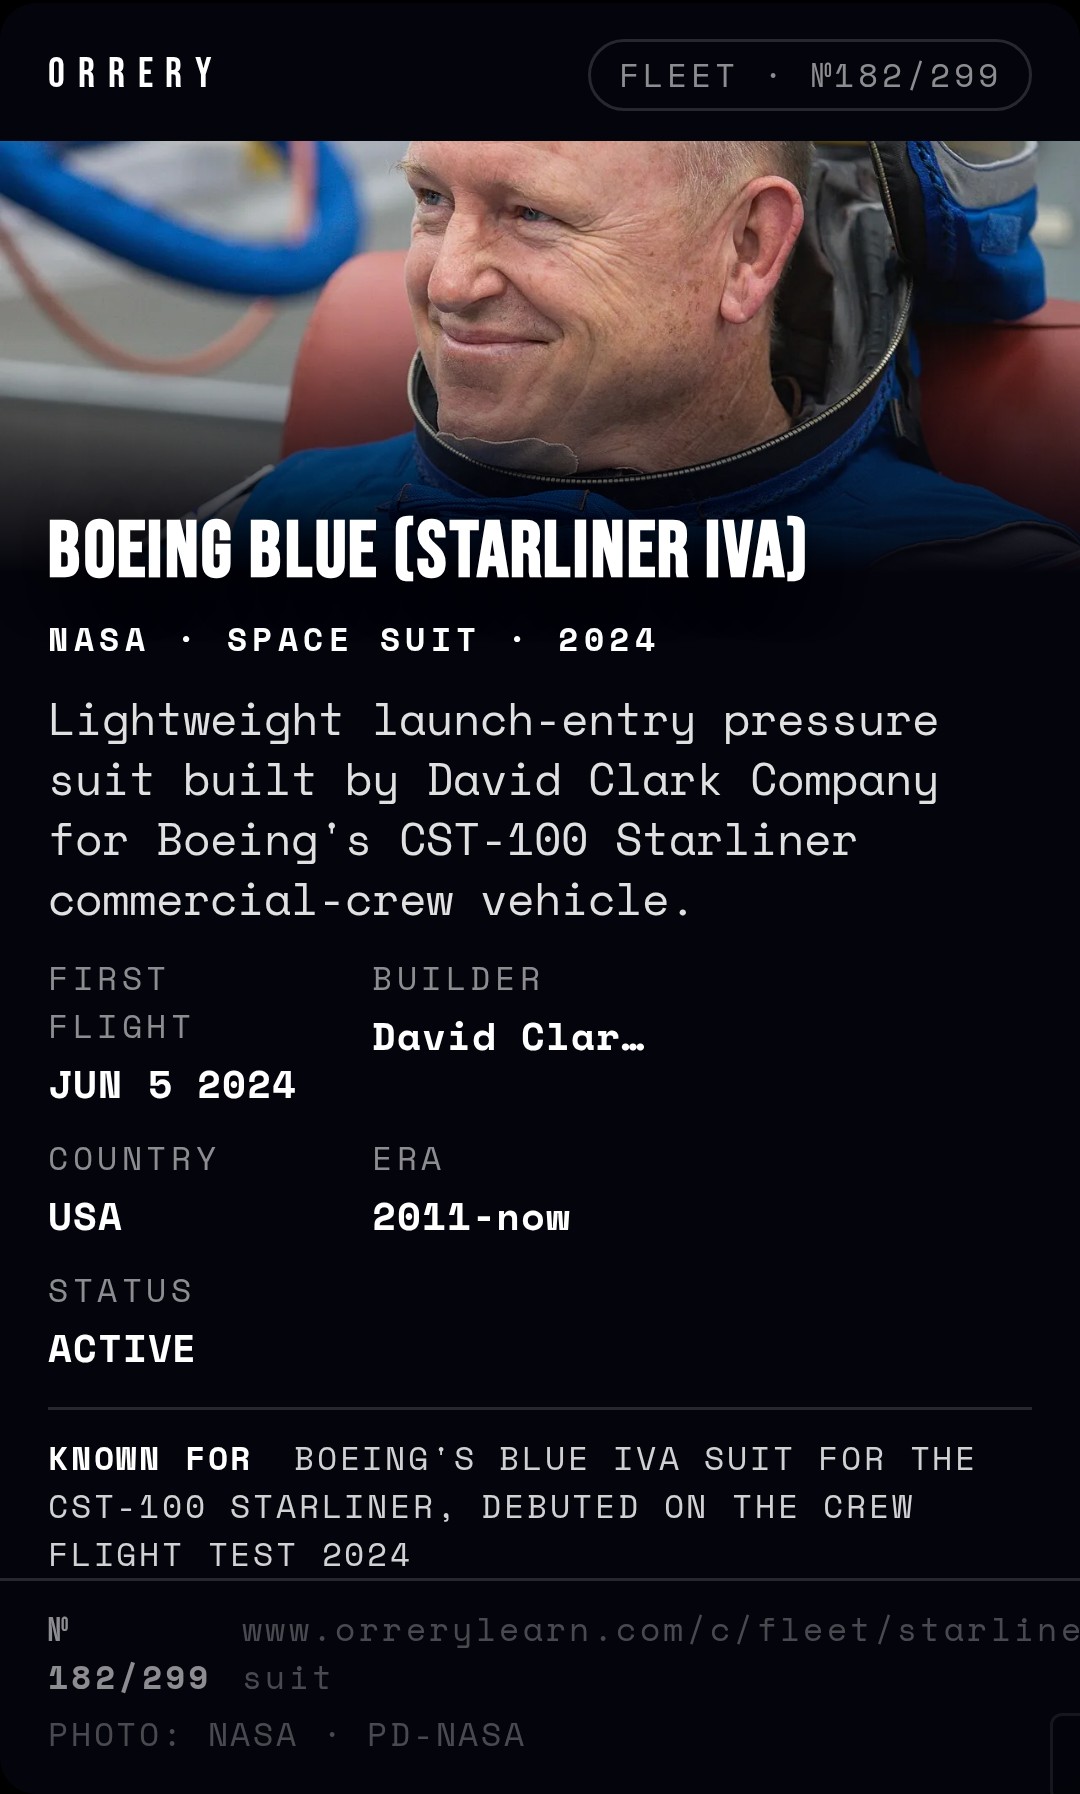 ORRERY
FLEET · №182/299
BOEING BLUE (STARLINER IVA)
NASA · SPACE SUIT · 2024
Lightweight launch-entry pressure
suit built by David Clark Company
for Boeing's CST-100 Starliner
commercial-crew vehicle.
FIRST
FLIGHT
JUN 5 2024
BUILDER
David Clar…
COUNTRY
USA
ERA
2011-now
STATUS
ACTIVE
KNOWN FOR BOEING'S BLUE IVA SUIT FOR THE
CST-100 STARLINER, DEBUTED ON THE CREW
FLIGHT TEST 2024
№
182/299
www.orrerylearn.com/c/fleet/starline
suit
PHOTO: NASA · PD-NASA